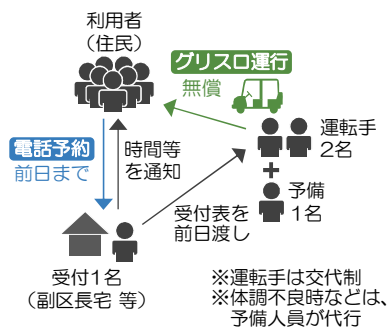 利用者
(住民)
グリスロ運行
無償
運転手
2名
+
予備
1名
電話予約
前日まで
時間等
を通知
受付表を
前日渡し
受付1名
(副区長宅 等)
※運転手は交代制
※体調不良時などは、
予備人員が代行